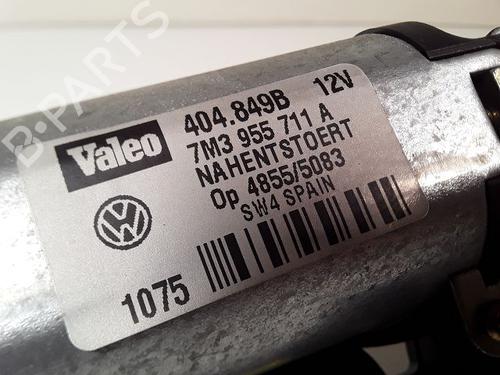 B-PARTS
Valeo
404.849B 12V
7M3 955 711 A
NAHENTSTOERT
Op 4855/5083
SW4 SPAIN
1075